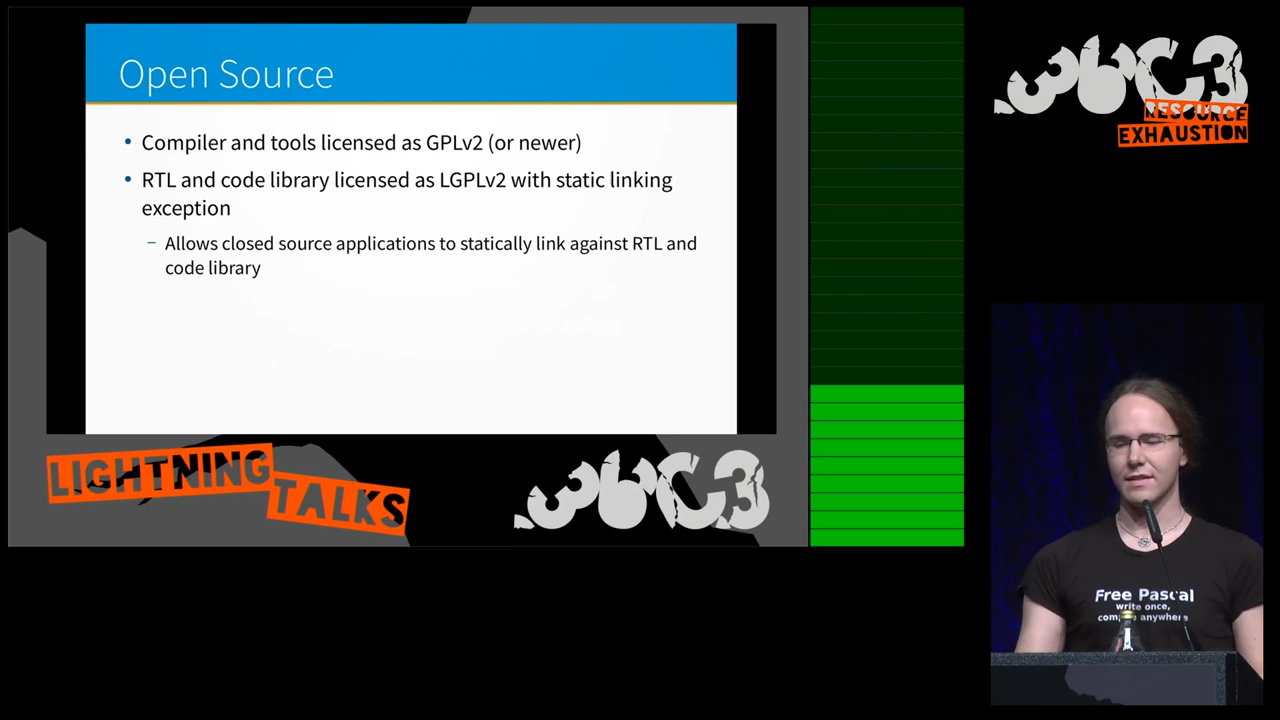 Open Source
• Compiler and tools licensed as GPLv2 (or newer)
• RTL and code library licensed as LGPLv2 with static linking
exception
– Allows closed source applications to statically link against RTL and
code library
LIGHTNING
TALKS
36C3
36C3
RESOURCE
EXHAUSTION
Free Pascal
write once,
anywhere